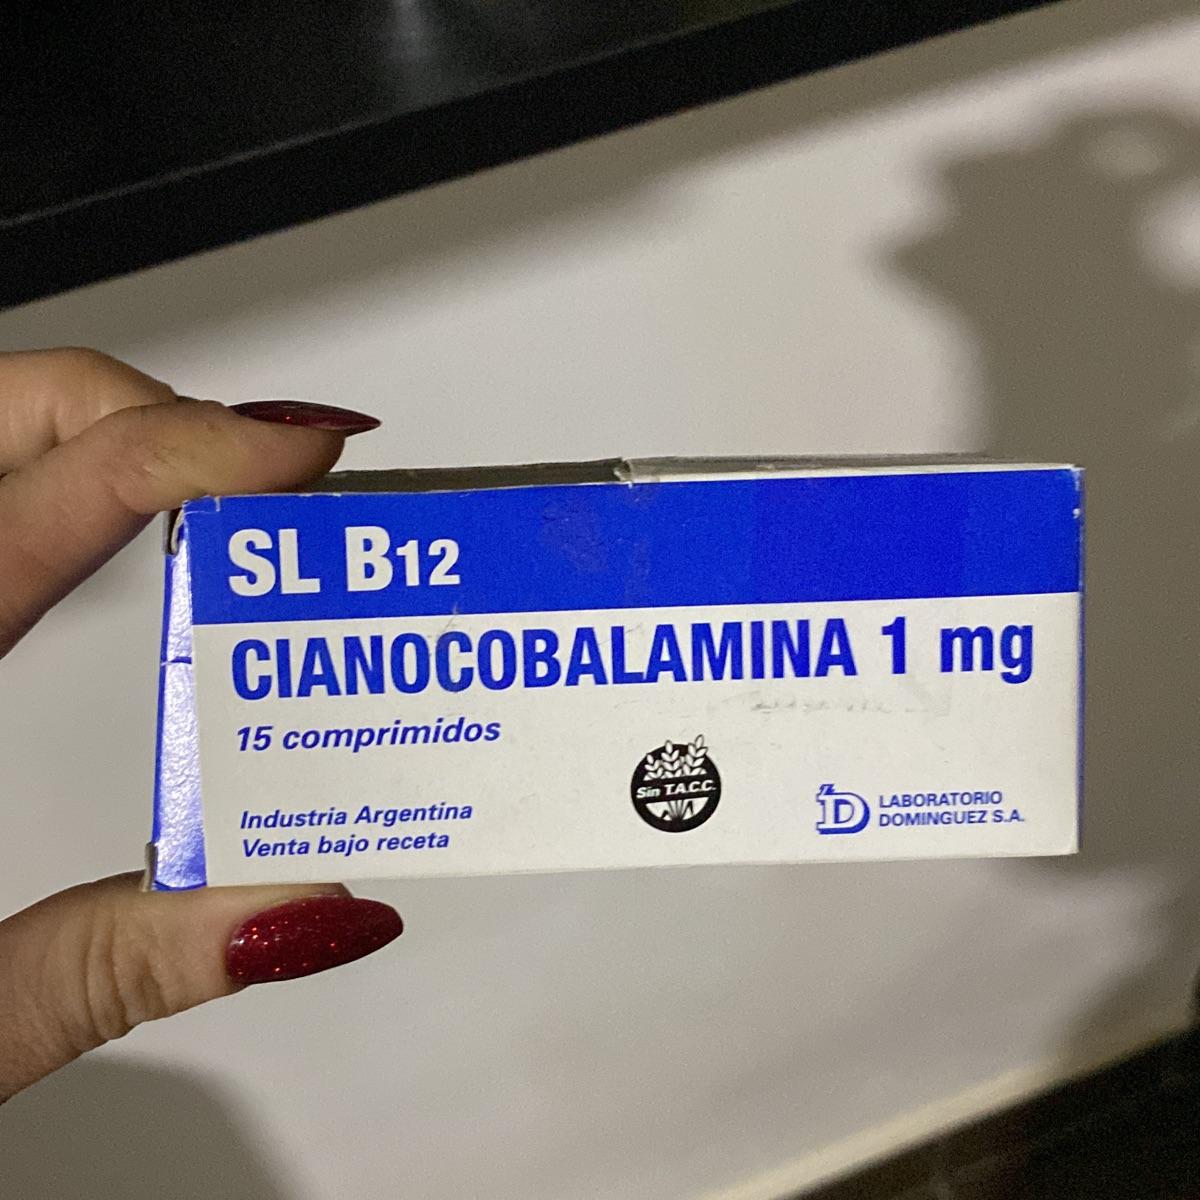 SL B12
CIANOCOBALAMINA 1 mg
15 comprimidos
Sin T.A.C.C.
Industria Argentina
Venta bajo receta
LABORATORIO
DOMINGUEZ S.A.